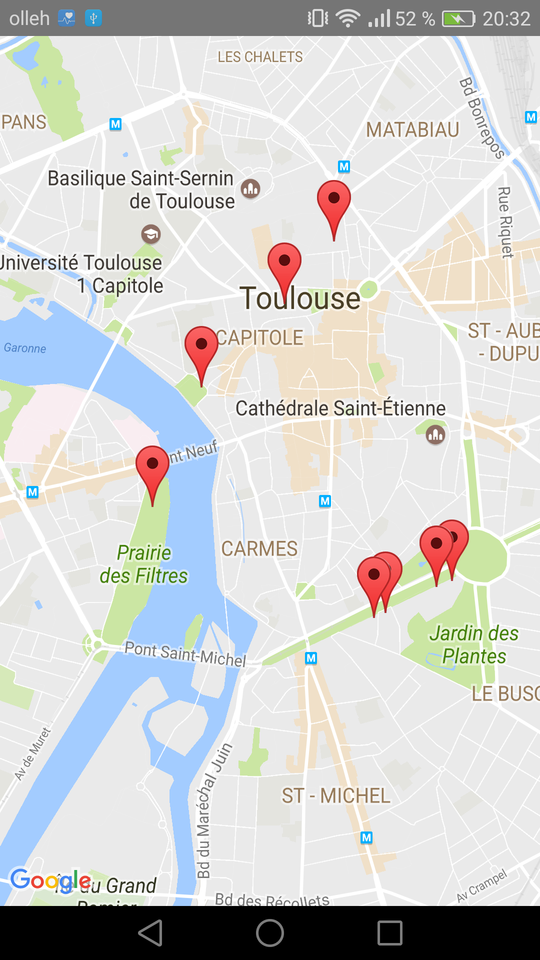 olleh
52 %
20:32
LES CHALETS
Bd Bonrepos
PANS
M
M
MATABIAU
M
Basilique Saint-Sernin
de Toulouse
Rue Riquet
Université Toulouse
1 Capitole
Toulouse
CAPITOLE
ST - AUB
- DUPU
Garonne
Cathédrale Saint-Étienne
nt Neuf
M
M
CARMES
Prairie
des Filtres
Jardin des
Plantes
Pont Saint-Michel
M
LE BUSC
Av de Muret
Bd du Maréchal Juin
ST - MICHEL
M
Google
du Grand
Ramier
Bd des Récollets
Av Crampel